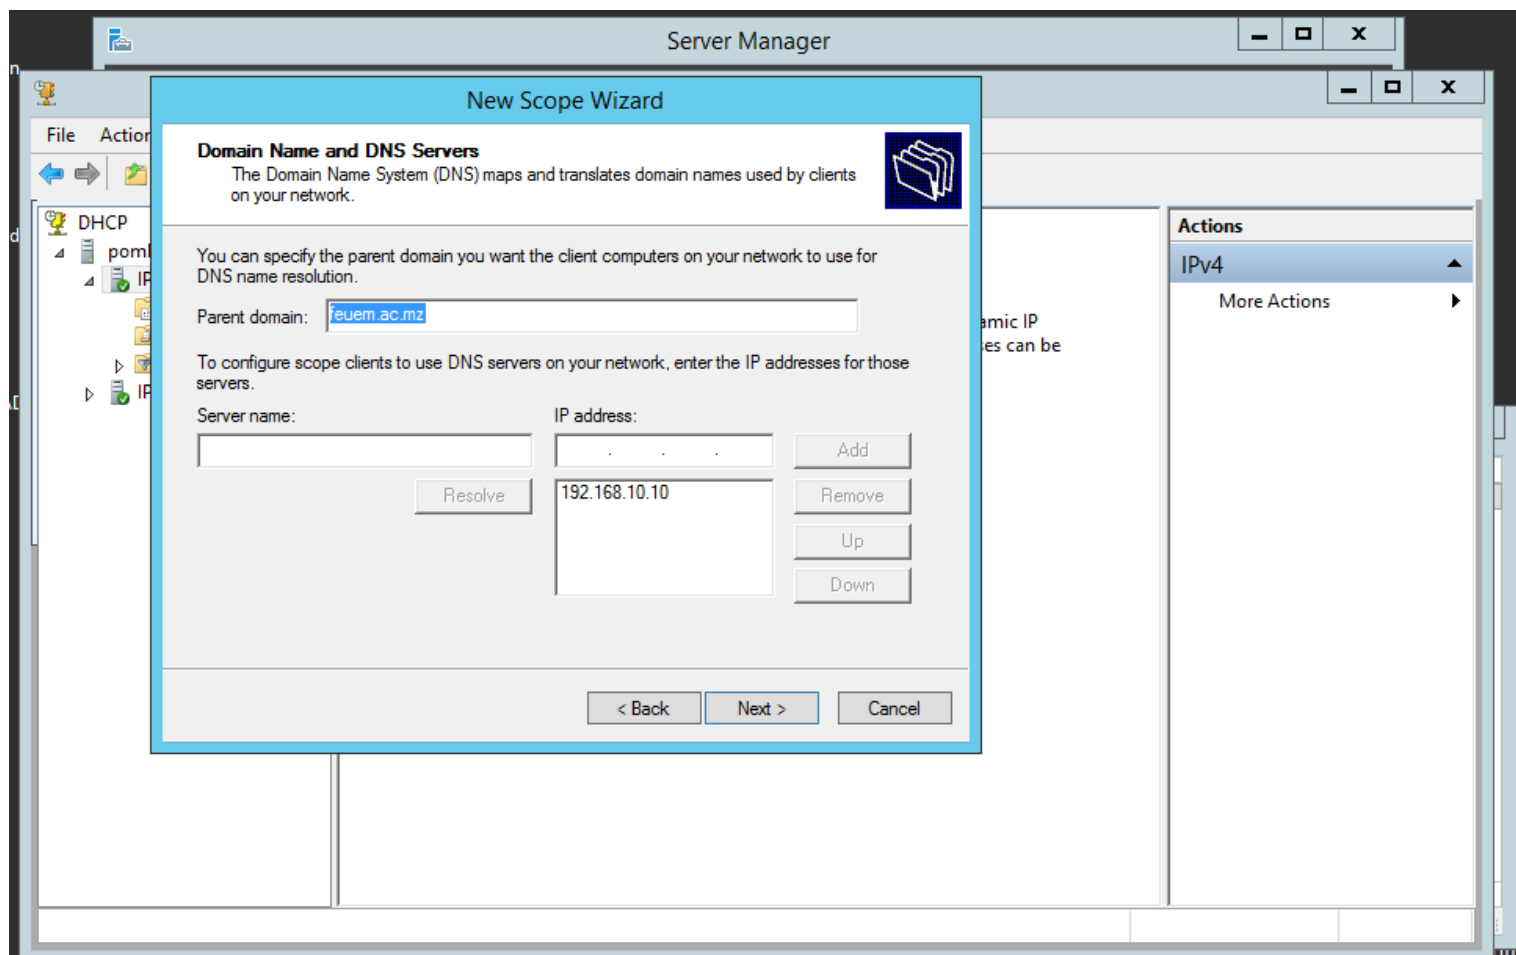 Server Manager
New Scope Wizard
File
Domain Name and DNS Servers
The Domain Name System (DNS) maps and translates domain names used by clients
on your network.
DHCP
You can specify the parent domain you want the client computers on your network to use for
DNS name resolution.
Parent domain: feuem.ac.mz
To configure scope clients to use DNS servers on your network, enter the IP addresses for those
servers.
Server name:
IP address:
. . .
Add
Resolve
192.168.10.10
Remove
Up
Down
< Back
Next >
Cancel
IP
can be
Actions
IPv4
More Actions